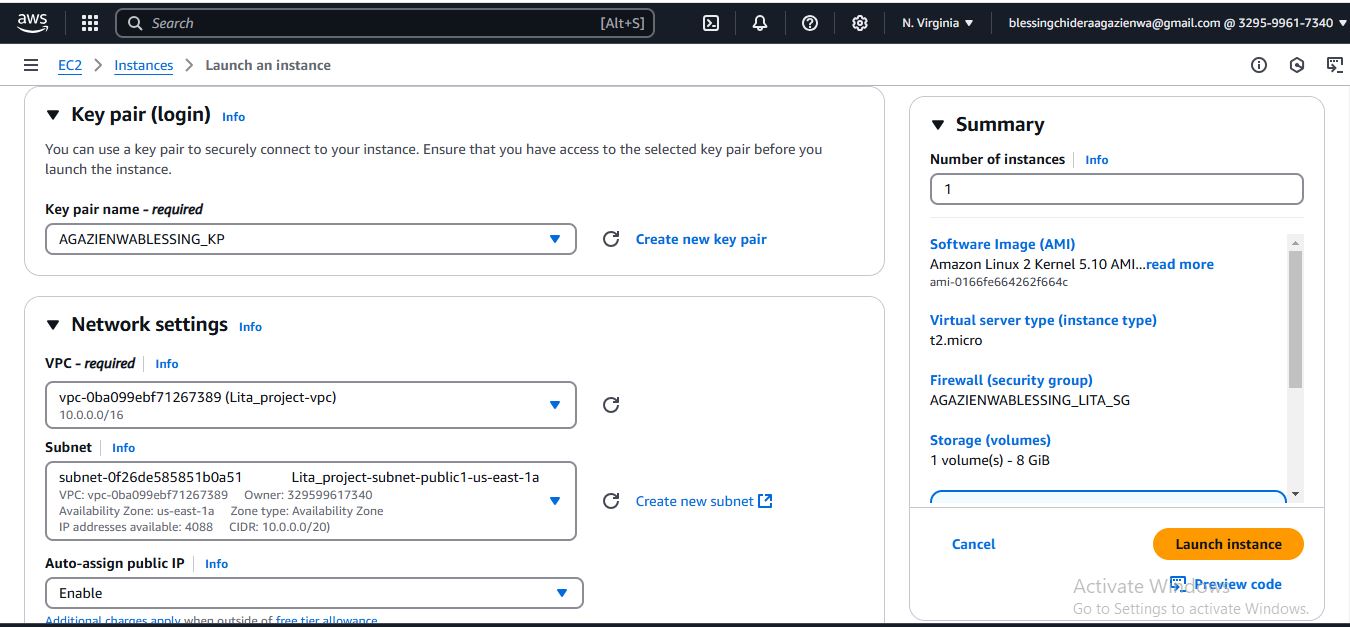 aws
Search [Alt+S]
N. Virginia
blessingchideraagazienwa@gmail.com @ 3295-9961-7340
EC2 > Instances > Launch an instance
Key pair (login) Info
You can use a key pair to securely connect to your instance. Ensure that you have access to the selected key pair before you
launch the instance.
Key pair name - required
AGAZIENWABLESSING_KP
Create new key pair
Network settings Info
VPC - required Info
vpc-0ba099ebf71267389 (Lita_project-vpc)
10.0.0.0/16
Subnet Info
subnet-0f26de585851b0a51 Lita_project-subnet-public1-us-east-1a
VPC: vpc-0ba099ebf71267389 Owner: 329599617340
Availability Zone: us-east-1a Zone type: Availability Zone
IP addresses available: 4088 CIDR: 10.0.0.0/20)
Create new subnet
Auto-assign public IP Info
Enable
Additional charges apply when outside of free tier allowance
Summary
Number of instances Info
1
Software Image (AMI)
Amazon Linux 2 Kernel 5.10 AMI...read more
ami-0166fe664262f664c
Virtual server type (instance type)
t2.micro
Firewall (security group)
AGAZIENWABLESSING_LITA_SG
Storage (volumes)
1 volume(s) - 8 GiB
Cancel
Launch instance
Preview code
Activate Windows
Go to Settings to activate Windows.